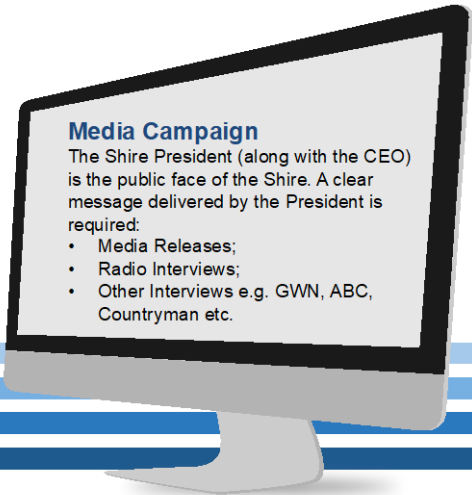 Media Campaign
The Shire President (along with the CEO)
is the public face of the Shire. A clear
message delivered by the President is
required:
• Media Releases;
• Radio Interviews;
• Other Interviews e.g. GWN, ABC,
Countryman etc.